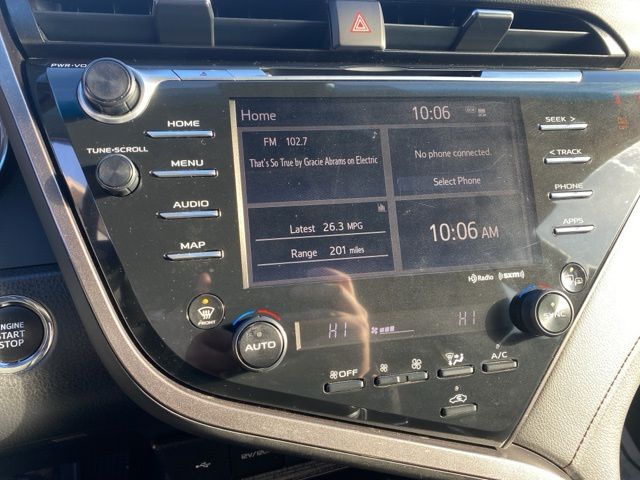 PWR-VO
HOME
TUNE-SCROLL
MENU
AUDIO
MAP
Home
10:06
FM 102.7
That's So True by Gracie Abrams on Electric
No phone connected.
Select Phone
Latest 26.3 MPG
Range 201 miles
10:06 AM
SEEK >
< TRACK
PHONE
APPS
HD Radio
((SXM))
ENGINE
START
STOP
FRONT
AUTO
HI
HI
SYNC
OFF
A/C